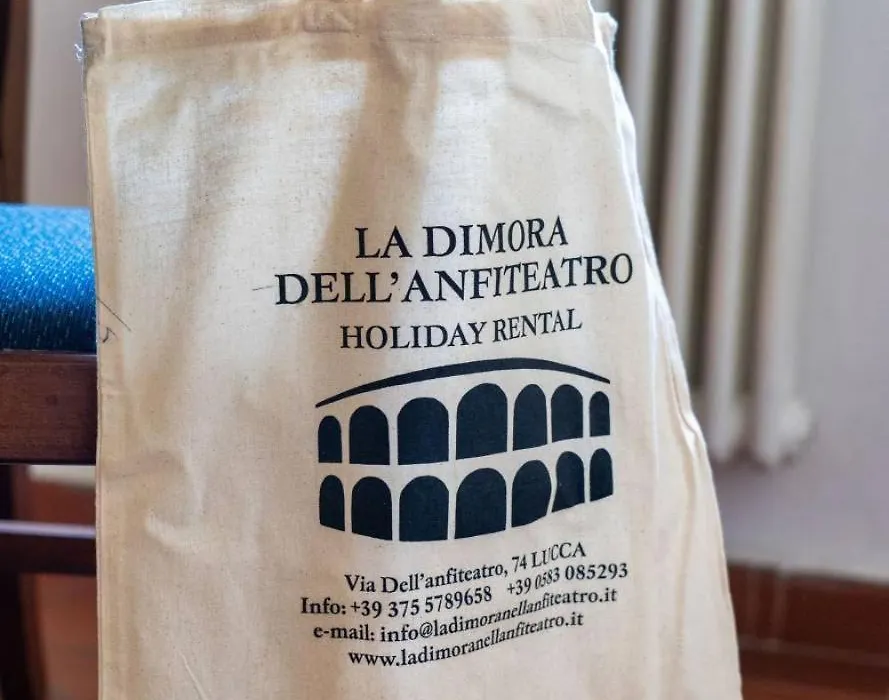 LA DIMORA
DELL'ANFITEATRO
HOLIDAY RENTAL
Via Dell'anfiteatro, 74 LUCCA
Info: +39 375 5789658 +39 0583 085293
e-mail: info@ladimoranellanfiteatro.it
www.ladimoranellanfiteatro.it